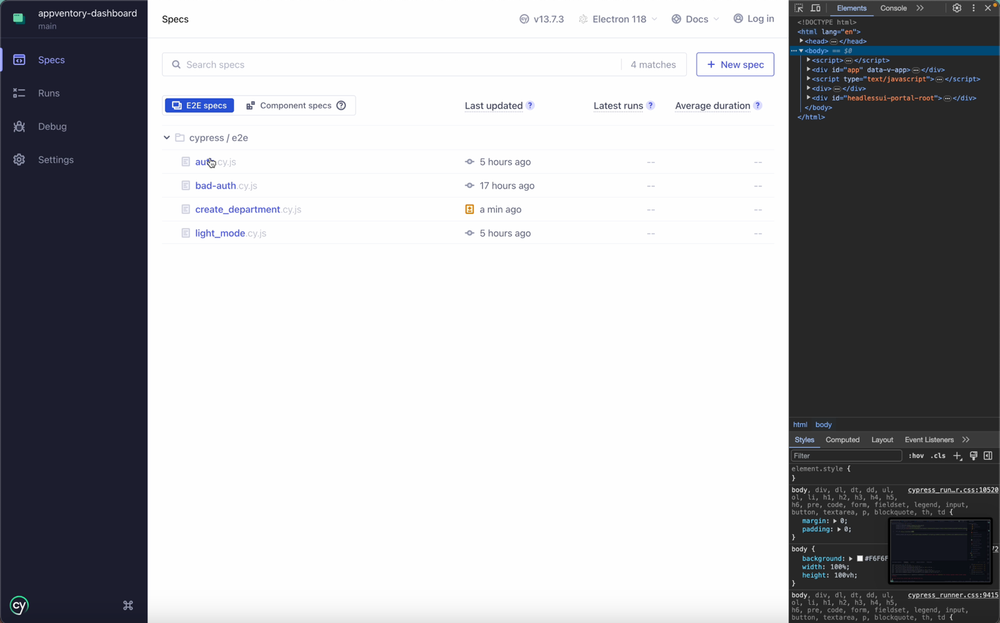 appventory-dashboard
main
Specs
Runs
Debug
Settings
cy
⌘
Specs
v13.7.3
Electron 118
Docs
Log in
Search specs
4 matches
+ New spec
E2E specs
Component specs ?
Last updated ?
Latest runs ?
Average duration ?
cypress / e2e
.cy.js
5 hours ago
--
--
bad-auth.cy.js
17 hours ago
--
--
create_department.cy.js
a min ago
--
--
light_mode.cy.js
5 hours ago
--
--
Elements
Console
<!DOCTYPE html>
<html lang="en">
<head> ⋯ </head>
⋯ <body> == $0
<script> ⋯ </script>
<div id="app" data-v-app> ⋯ </div>
<script type="text/javascript"> ⋯ </script>
<div> ⋯ </div>
<div id="headlessui-portal-root"> ⋯ </div>
</body>
</html>
html body
Styles
Computed
Layout
Event Listeners
Filter
:hov .cls
element.style {
}
body, div, dl, dt, dd, ul, cypress_run…r.css:10520
ol, li, h1, h2, h3, h4, h5,
h6, pre, code, form, fieldset, legend, input,
button, textarea, p, blockquote, th, td {
margin: 0;
padding: 0;
}
body {
background: #F6F6F
width: 100%;
height: 100vh;
}
body, div, dl, dt, dd, ul, cypress_runner.css:9415
ol, li, h1, h2, h3, h4, h5,
h6, pre, code, form, fieldset, legend, input,
button, textarea, p, blockquote, th, td {